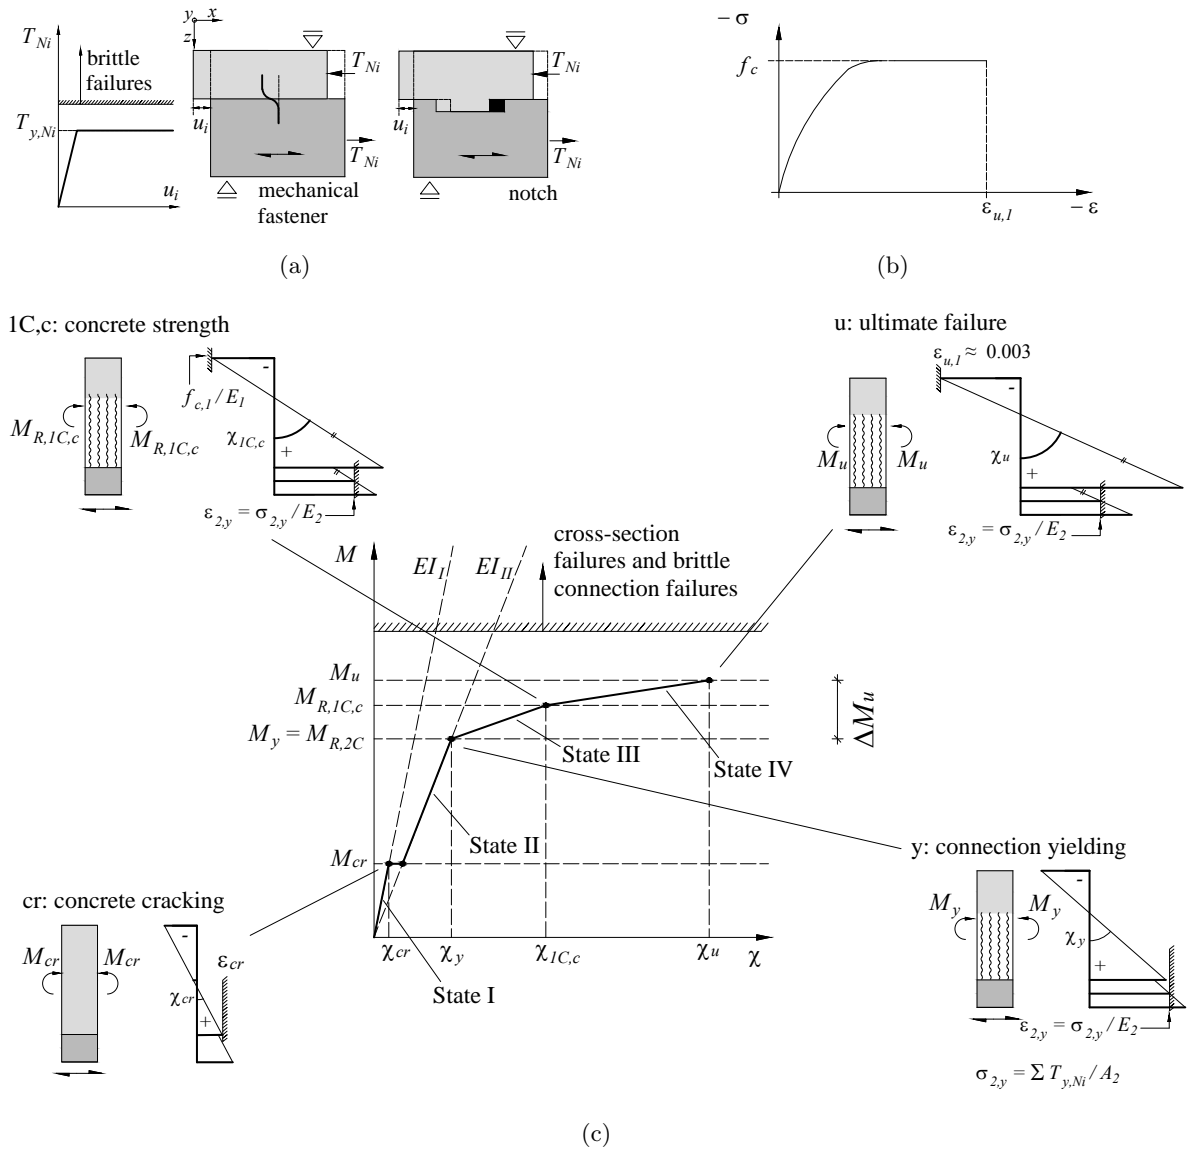 T_Ni
brittle
failures
T_y,Ni
u_i
y
x
z
T_Ni
u_i
T_Ni
mechanical
fastener
T_Ni
u_i
T_Ni
notch
(a)
– σ
f_c
ε_u,1
– ε
(b)
1C,c: concrete strength
f_c,1 / E_1
-
M_R,1C,c
M_R,1C,c
χ_1C,c
+
ε_2,y = σ_2,y / E_2
u: ultimate failure
ε_u,1 ≈ 0.003
-
M_u
M_u
χ_u
+
ε_2,y = σ_2,y / E_2
M
EI_I
EI_II
cross-section
failures and brittle
connection failures
M_u
M_R,1C,c
M_y = M_R,2C
M_cr
ΔM_u
State III
State IV
State II
State I
χ_cr
χ_y
χ_1C,c
χ_u
χ
cr: concrete cracking
M_cr
M_cr
-
ε_cr
χ_cr
+
y: connection yielding
M_y
M_y
-
χ_y
+
ε_2,y = σ_2,y / E_2
σ_2,y = Σ T_y,Ni / A_2
(c)